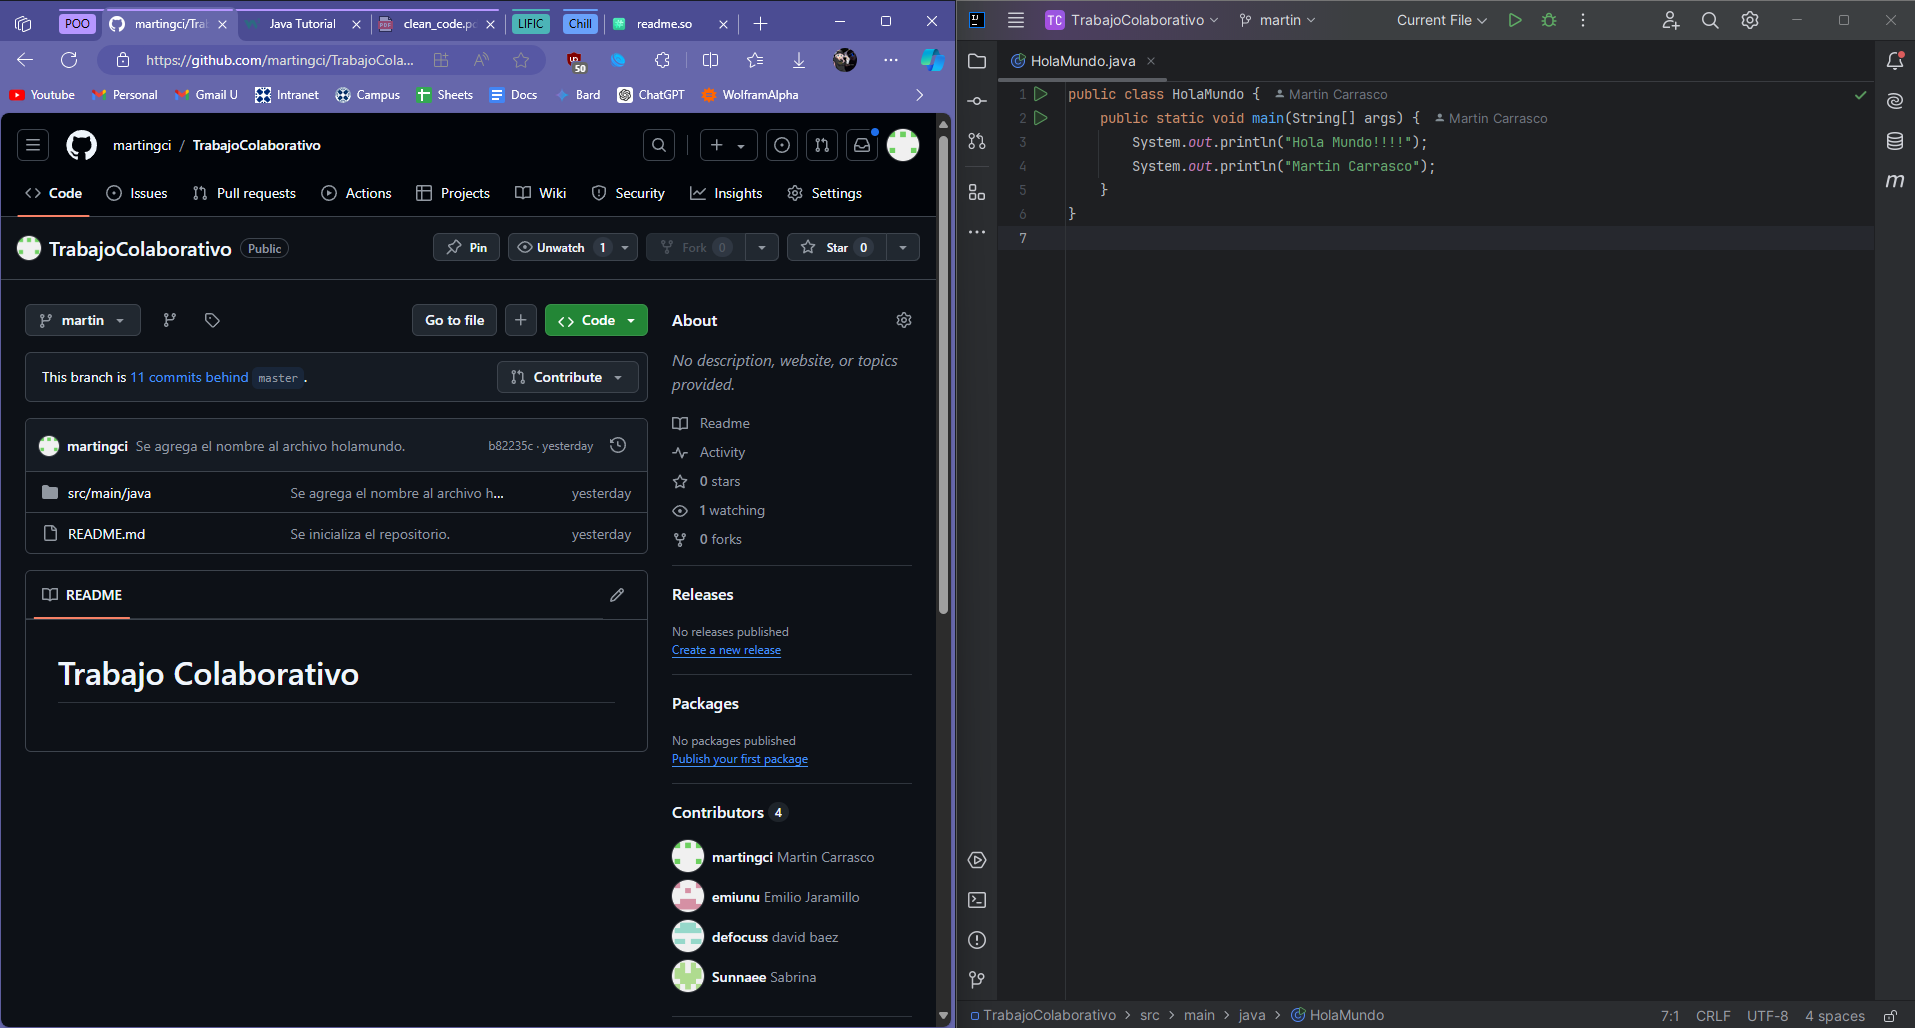 POO
martingci/Tra
Java Tutorial
clean_code.p
LIFIC
Chill
readme.so
https://github.com/martingci/TrabajoCola...
50
Youtube
Personal
Gmail U
Intranet
Campus
Sheets
Docs
Bard
ChatGPT
WolframAlpha
martingci / TrabajoColaborativo
Code
Issues
Pull requests
Actions
Projects
Wiki
Security
Insights
Settings
TrabajoColaborativo
Public
Pin
Unwatch 1
Fork 0
Star 0
martin
Go to file
Code
This branch is 11 commits behind master .
Contribute
martingci Se agrega el nombre al archivo holamundo.
b82235c · yesterday
src/main/java
Se agrega el nombre al archivo h...
yesterday
README.md
Se inicializa el repositorio.
yesterday
README
Trabajo Colaborativo
About
No description, website, or topics
provided.
Readme
Activity
0 stars
1 watching
0 forks
Releases
No releases published
Create a new release
Packages
No packages published
Publish your first package
Contributors 4
martingci Martin Carrasco
emiunu Emilio Jaramillo
defocuss david baez
Sunnaee Sabrina
IJ
TC TrabajoColaborativo
martin
Current File
HolaMundo.java
1 public class HolaMundo { Martin Carrasco
2 public static void main(String[] args) { Martin Carrasco
3 System.out.println("Hola Mundo!!!!");
4 System.out.println("Martin Carrasco");
5 }
6 }
7
m
TrabajoColaborativo > src > main > java > HolaMundo
7:1
CRLF
UTF-8
4 spaces